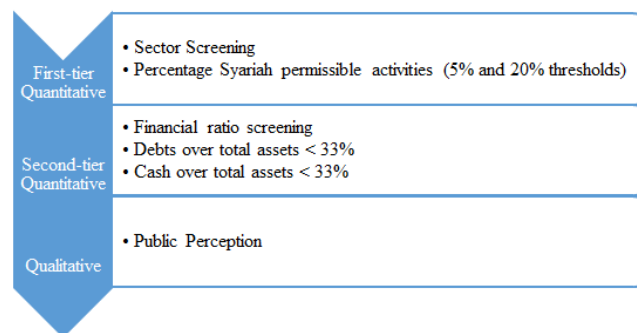 First-tier
Quantitative
• Sector Screening
• Percentage Syariah permissible activities (5% and 20% thresholds)
Second-tier
Quantitative
• Financial ratio screening
• Debts over total assets < 33%
• Cash over total assets < 33%
Qualitative
• Public Perception